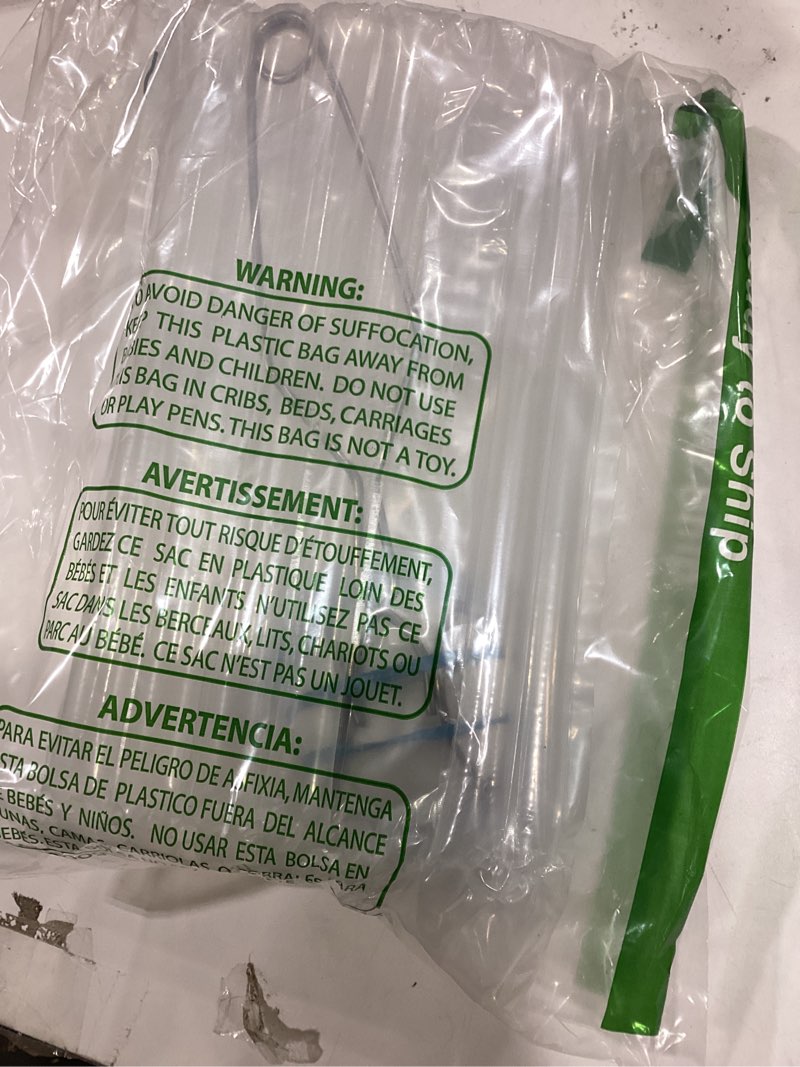 WARNING:
AVOID DANGER OF SUFFOCATION,
THIS PLASTIC BAG AWAY FROM
AND CHILDREN. DO NOT USE
BAG IN CRIBS, BEDS, CARRIAGES
OR PLAY PENS. THIS BAG IS NOT A TOY.
AVERTISSEMENT:
POUR ÉVITER TOUT RISQUE D'ÉTOUFFEMENT,
GARDEZ CE SAC EN PLASTIQUE LOIN DES
BÉBÉS ET LES ENFANTS. N'UTILISEZ PAS CE
SAC DANS LES BERCEAUX, LITS, CHARIOTS OU
PARC AU BÉBÉ. CE SAC N'EST PAS UN JOUET.
ADVERTENCIA:
PARA EVITAR EL PELIGRO DE ASFIXIA, MANTENGA
STA BOLSA DE PLASTICO FUERA DEL ALCANCE
E BEBÉS Y NIÑOS. NO USAR ESTA BOLSA EN
UNAS, CAMAS, CARRIOLAS O
to ship